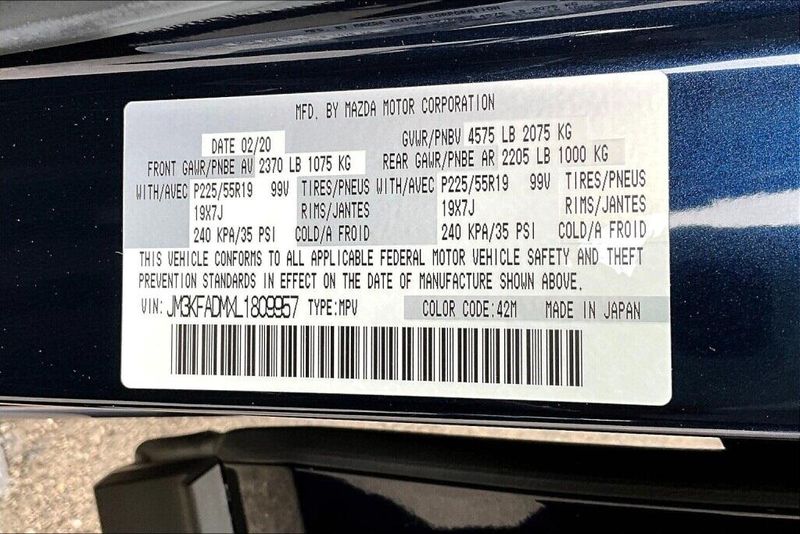 MFD. BY MAZDA MOTOR CORPORATION
DATE 02/20 GVWR/PNBV 4575 LB 2075 KG
FRONT GAWR/PNBE AV 2370 LB 1075 KG REAR GAWR/PNBE AR 2205 LB 1000 KG
WITH/AVEC P225/55R19 99V TIRES/PNEUS WITH/AVEC P225/55R19 99V TIRES/PNEUS
19X7J RIMS/JANTES 19X7J RIMS/JANTES
240 KPA/35 PSI COLD/A FROID 240 KPA/35 PSI COLD/A FROID
THIS VEHICLE CONFORMS TO ALL APPLICABLE FEDERAL MOTOR VEHICLE SAFETY AND THEFT
PREVENTION STANDARDS IN EFFECT ON THE DATE OF MANUFACTURE SHOWN ABOVE.
VIN: JM3KFADMXL1809957 TYPE:MPV COLOR CODE:42M MADE IN JAPAN